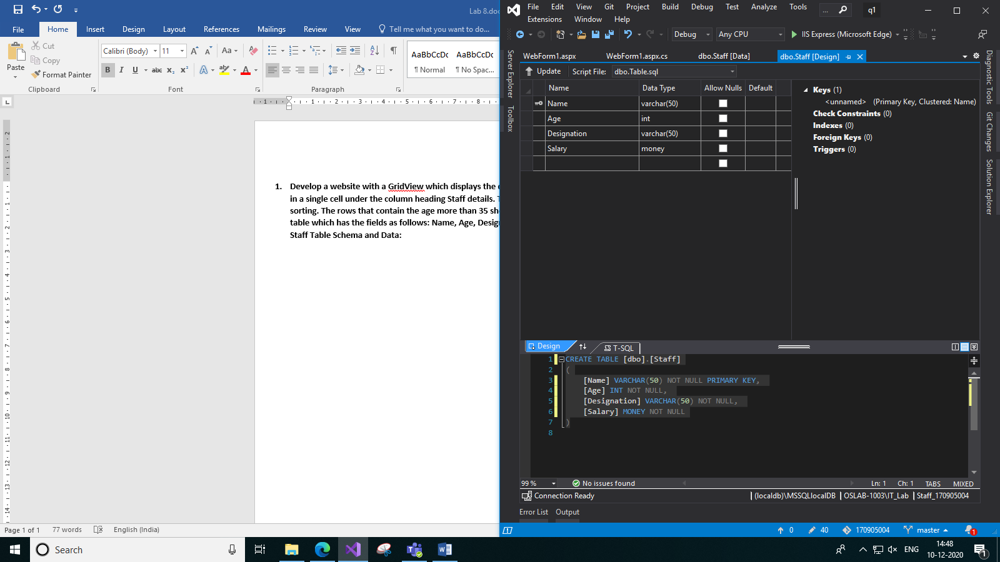 Lab 8.doc
File
Home
Insert
Design
Layout
References
Mailings
Review
View
Tell me what you want to do...
Paste
Cut
Copy
Format Painter
Clipboard
Calibri (Body)
11
Aa
B I U abc x₂ x²
Font
Paragraph
AaBbCcDc
¶ Normal
AaBbCcDc
¶ No Spac...
1. Develop a website with a GridView which displays the
in a single cell under the column heading Staff details.
sorting. The rows that contain the age more than 35 sh
table which has the fields as follows: Name, Age, Desig
Staff Table Schema and Data:
Page 1 of 1
77 words
English (India)
File Edit View Git Project Build Debug Test Analyze Tools
...
q1
Extensions Window Help
Debug
Any CPU
IIS Express (Microsoft Edge)
Server Explorer
Toolbox
WebForm1.aspx
WebForm1.aspx.cs
dbo.Staff [Data]
dbo.Staff [Design]
Update
Script File:
dbo.Table.sql
Name Data Type Allow Nulls Default
Name varchar(50)
Age int
Designation varchar(50)
Salary money
Keys (1)
<unnamed> (Primary Key, Clustered: Name)
Check Constraints (0)
Indexes (0)
Foreign Keys (0)
Triggers (0)
Diagnostic Tools
Git Changes
Solution Explorer
Design
T-SQL
1 CREATE TABLE [dbo].[Staff]
2 (
3 [Name] VARCHAR(50) NOT NULL PRIMARY KEY,
4 [Age] INT NOT NULL,
5 [Designation] VARCHAR(50) NOT NULL,
6 [Salary] MONEY NOT NULL
7 )
8
99 %
No issues found
Ln: 1 Ch: 1 TABS MIXED
Connection Ready
(localdb)\MSSQLlocalDB
OSLAB-1003\IT_Lab
Staff_170905004
Error List Output
0
40
170905004
master
1
Search
ENG
14:48
10-12-2020
1